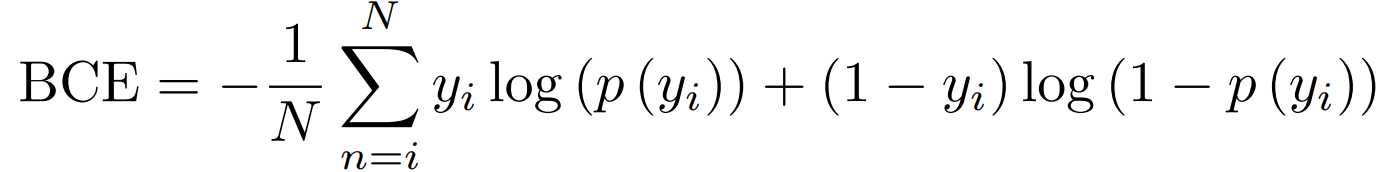 BCE = -\frac{1}{N} \sum_{n=i}^{N} y_i \log (p (y_i)) + (1 - y_i) \log (1 - p (y_i))